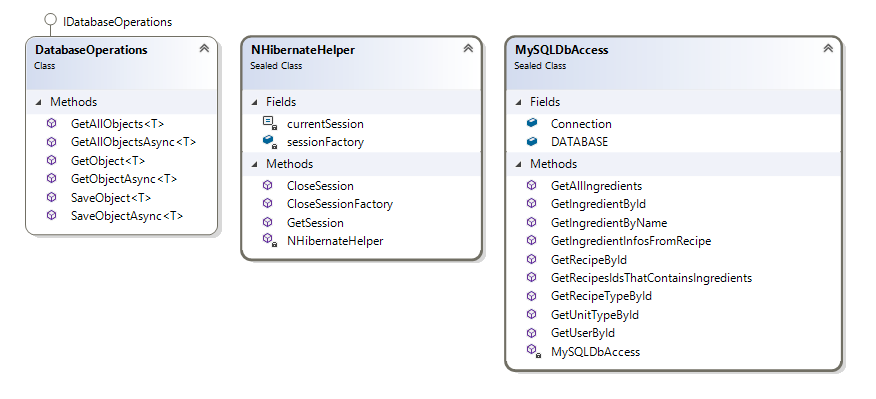 IDatabaseOperations
DatabaseOperations
Class
Methods
GetAllObjects<T>
GetAllObjectsAsync<T>
GetObject<T>
GetObjectAsync<T>
SaveObject<T>
SaveObjectAsync<T>
NHibernateHelper
Sealed Class
Fields
currentSession
sessionFactory
Methods
CloseSession
CloseSessionFactory
GetSession
NHibernateHelper
MySQLDbAccess
Sealed Class
Fields
Connection
DATABASE
Methods
GetAllIngredients
GetIngredientById
GetIngredientByName
GetIngredientInfosFromRecipe
GetRecipeById
GetRecipesIdsThatContainsIngredients
GetRecipeTypeById
GetUnitTypeById
GetUserById
MySQLDbAccess